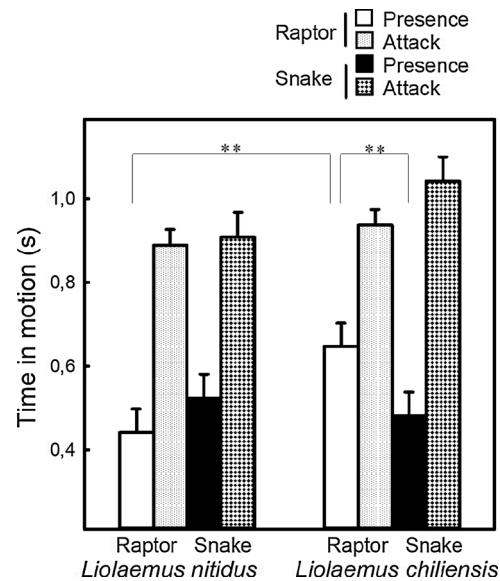 Raptor
Presence
Attack
Snake
Presence
Attack
Time in motion (s)
1,0
0,8
0,6
0,4
**
**
Raptor Snake Raptor Snake
Liolaemus nitidus Liolaemus chiliensis